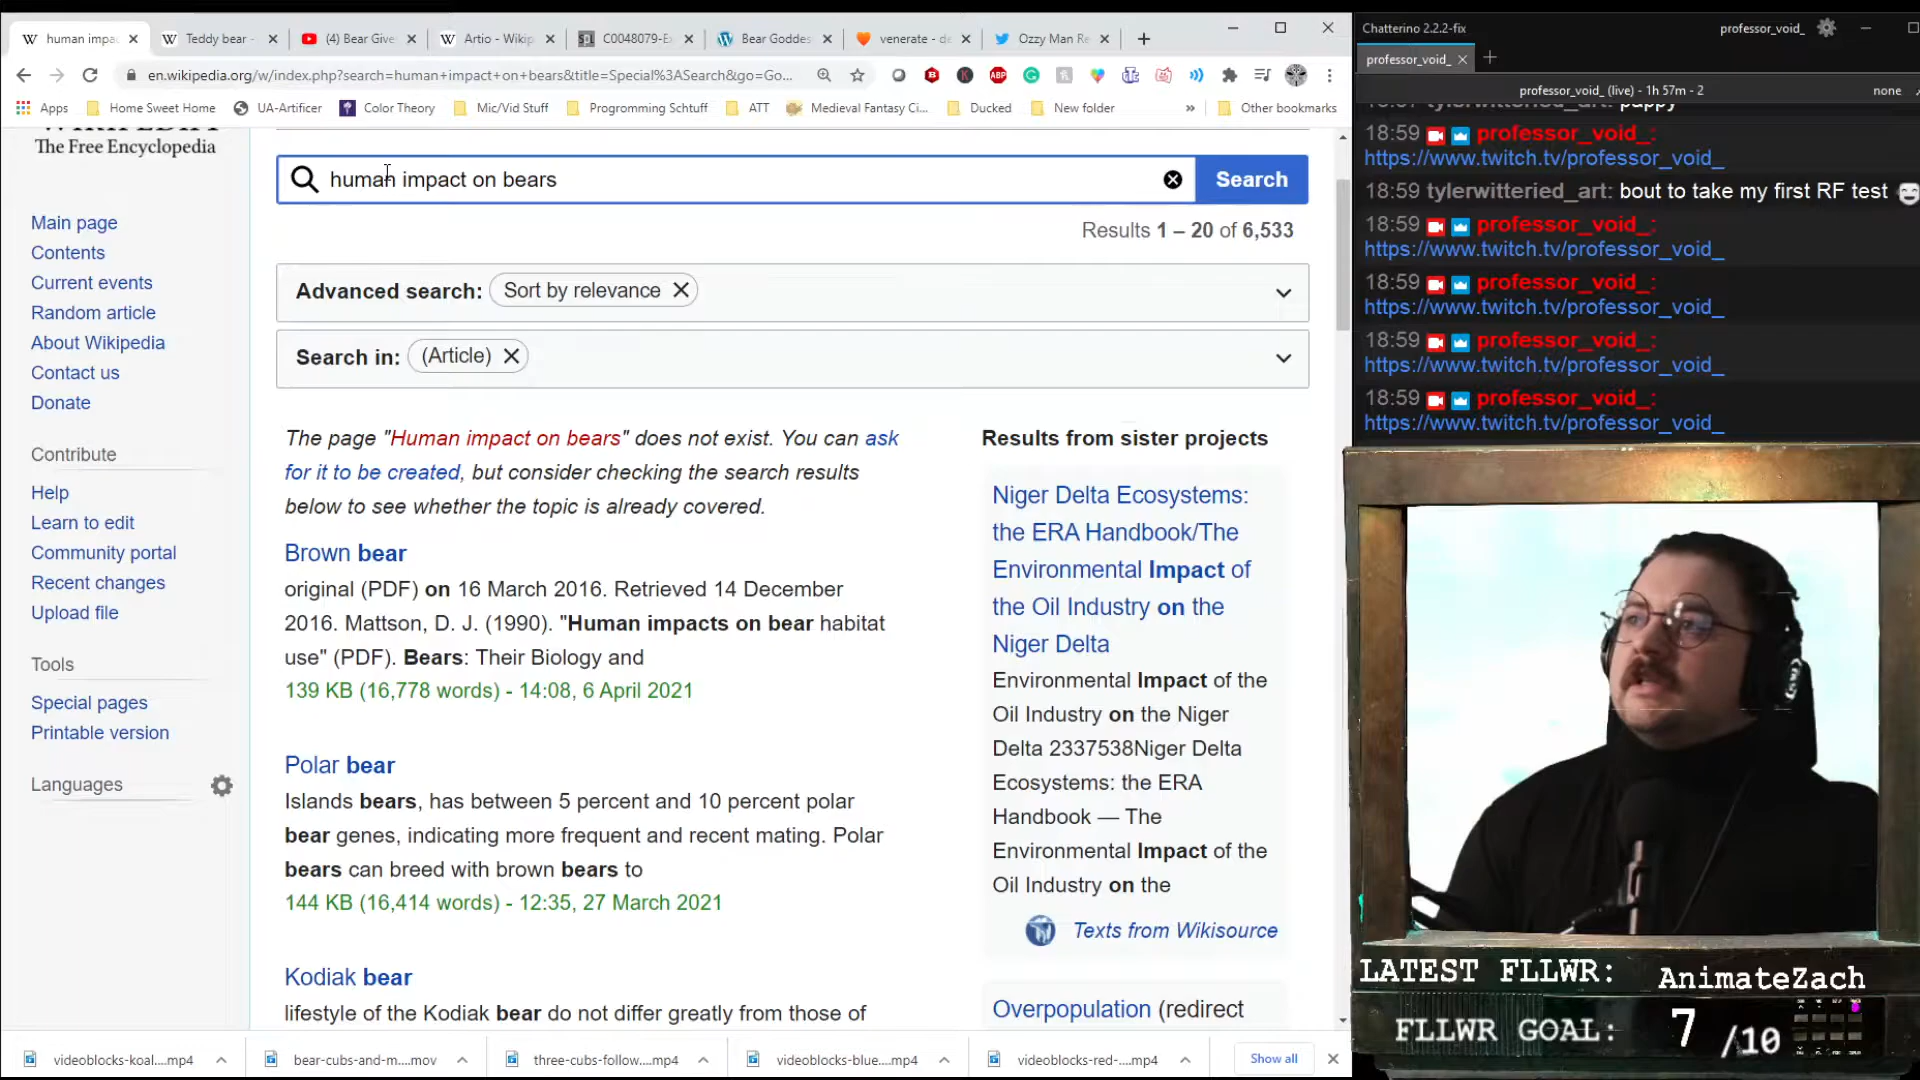 human impa
Teddy bear -
(4) Bear Give
Artio - Wikip
C0048079-E
Bear Goddes
venerate - de
Ozzy Man Re
en.wikipedia.org/w/index.php?search=human+impact+on+bears&title=Special%3ASearch&go=Go...
Apps
Home Sweet Home
UA-Artificer
Color Theory
Mic/Vid Stuff
Programming Schtuff
ATT
Medieval Fantasy Ci...
Ducked
New folder
»
Other bookmarks
The Free Encyclopedia
Main page
Contents
Current events
Random article
About Wikipedia
Contact us
Donate
Contribute
Help
Learn to edit
Community portal
Recent changes
Upload file
Tools
Special pages
Printable version
Languages
human impact on bears
Search
Results 1 – 20 of 6,533
Advanced search: Sort by relevance
Search in: (Article)
The page "Human impact on bears" does not exist. You can ask
for it to be created, but consider checking the search results
below to see whether the topic is already covered.
Brown bear
original (PDF) on 16 March 2016. Retrieved 14 December
2016. Mattson, D. J. (1990). "Human impacts on bear habitat
use" (PDF). Bears: Their Biology and
139 KB (16,778 words) - 14:08, 6 April 2021
Polar bear
Islands bears, has between 5 percent and 10 percent polar
bear genes, indicating more frequent and recent mating. Polar
bears can breed with brown bears to
144 KB (16,414 words) - 12:35, 27 March 2021
Kodiak bear
lifestyle of the Kodiak bear do not differ greatly from those of
Results from sister projects
Niger Delta Ecosystems:
the ERA Handbook/The
Environmental Impact of
the Oil Industry on the
Niger Delta
Environmental Impact of the
Oil Industry on the Niger
Delta 2337538Niger Delta
Ecosystems: the ERA
Handbook — The
Environmental Impact of the
Oil Industry on the
Texts from Wikisource
Overpopulation (redirect
videoblocks-koal....mp4
bear-cubs-and-m....mov
three-cubs-follow....mp4
videoblocks-blue....mp4
videoblocks-red-....mp4
Show all
Chatterino 2.2.2-fix
professor_void_
professor_void_
professor_void_ (live) - 1h 57m - 2
none
tylerwitteried_art: puppy
18:59 professor_void_:
https://www.twitch.tv/professor_void_
18:59 tylerwitteried_art: bout to take my first RF test
18:59 professor_void_:
https://www.twitch.tv/professor_void_
18:59 professor_void_:
https://www.twitch.tv/professor_void_
18:59 professor_void_:
https://www.twitch.tv/professor_void_
18:59 professor_void_:
https://www.twitch.tv/professor_void_
LATEST FLLWR: AnimateZach
FLLWR GOAL: 7 /10